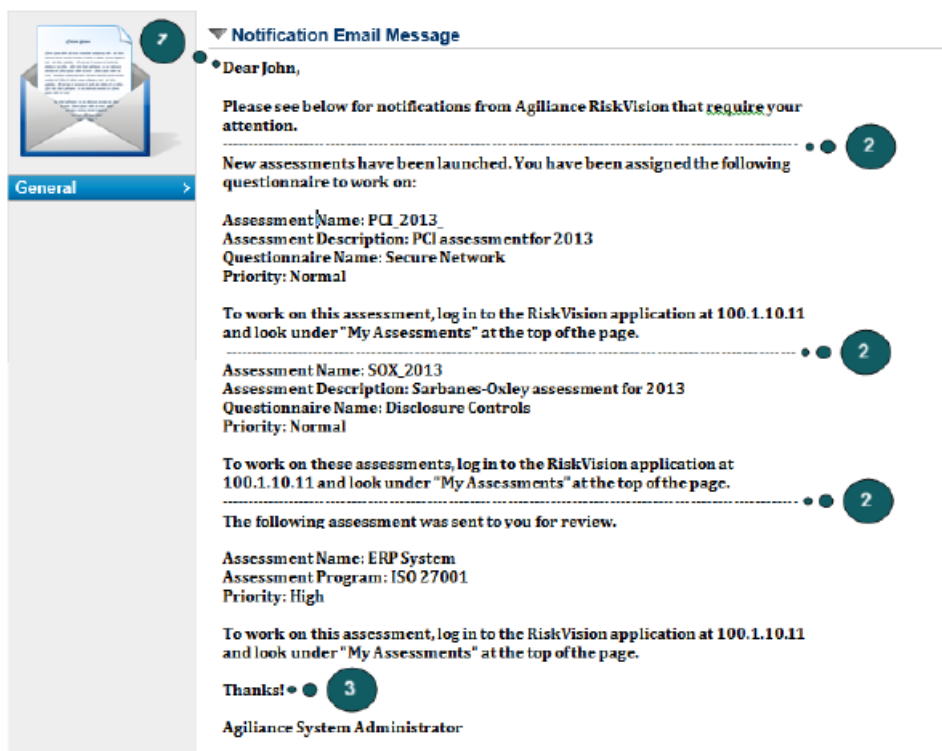 1
Notification Email Message
Dear John,
Please see below for notifications from Agiliance RiskVision that require your
attention.
2
New assessments have been launched. You have been assigned the following
questionnaire to work on:
General
Assessment Name: PCI_2013_
Assessment Description: PCI assessment for 2013
Questionnaire Name: Secure Network
Priority: Normal
To work on this assessment, log in to the RiskVision application at 100.1.10.11
and look under "My Assessments" at the top of the page.
2
Assessment Name: SOX_2013
Assessment Description: Sarbanes-Oxley assessment for 2013
Questionnaire Name: Disclosure Controls
Priority: Normal
To work on these assessments, log in to the RiskVision application at
100.1.10.11 and look under "My Assessments" at the top of the page.
2
The following assessment was sent to you for review.
Assessment Name: ERP System
Assessment Program: ISO 27001
Priority: High
To work on this assessment, log in to the RiskVision application at 100.1.10.11
and look under "My Assessments" at the top of the page.
Thanks!
3
Agiliance System Administrator